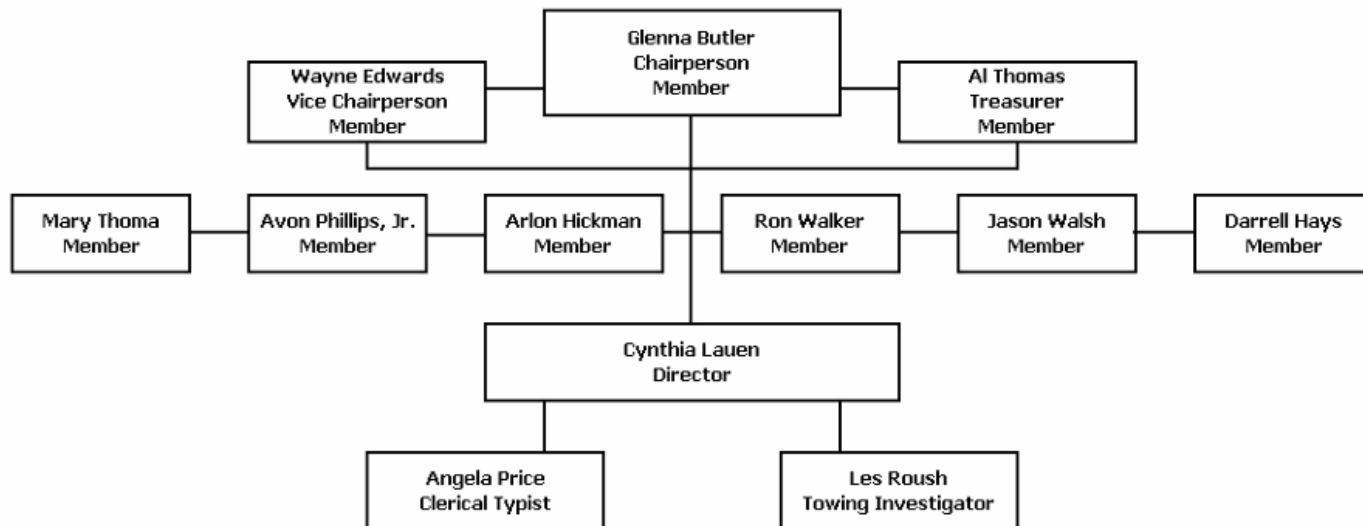 Glenna Butler
Chairperson
Member
Wayne Edwards
Vice Chairperson
Member
Al Thomas
Treasurer
Member
Mary Thoma
Member
Avon Phillips, Jr.
Member
Arlon Hickman
Member
Ron Walker
Member
Jason Walsh
Member
Darrell Hays
Member
Cynthia Lauen
Director
Angela Price
Clerical Typist
Les Roush
Towing Investigator